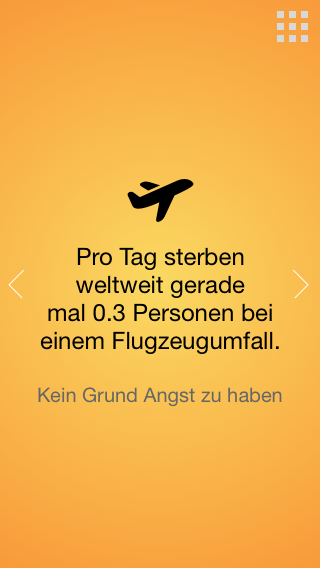 Pro Tag sterben
weltweit gerade
mal 0.3 Personen bei
einem Flugzeugumfall.
Kein Grund Angst zu haben